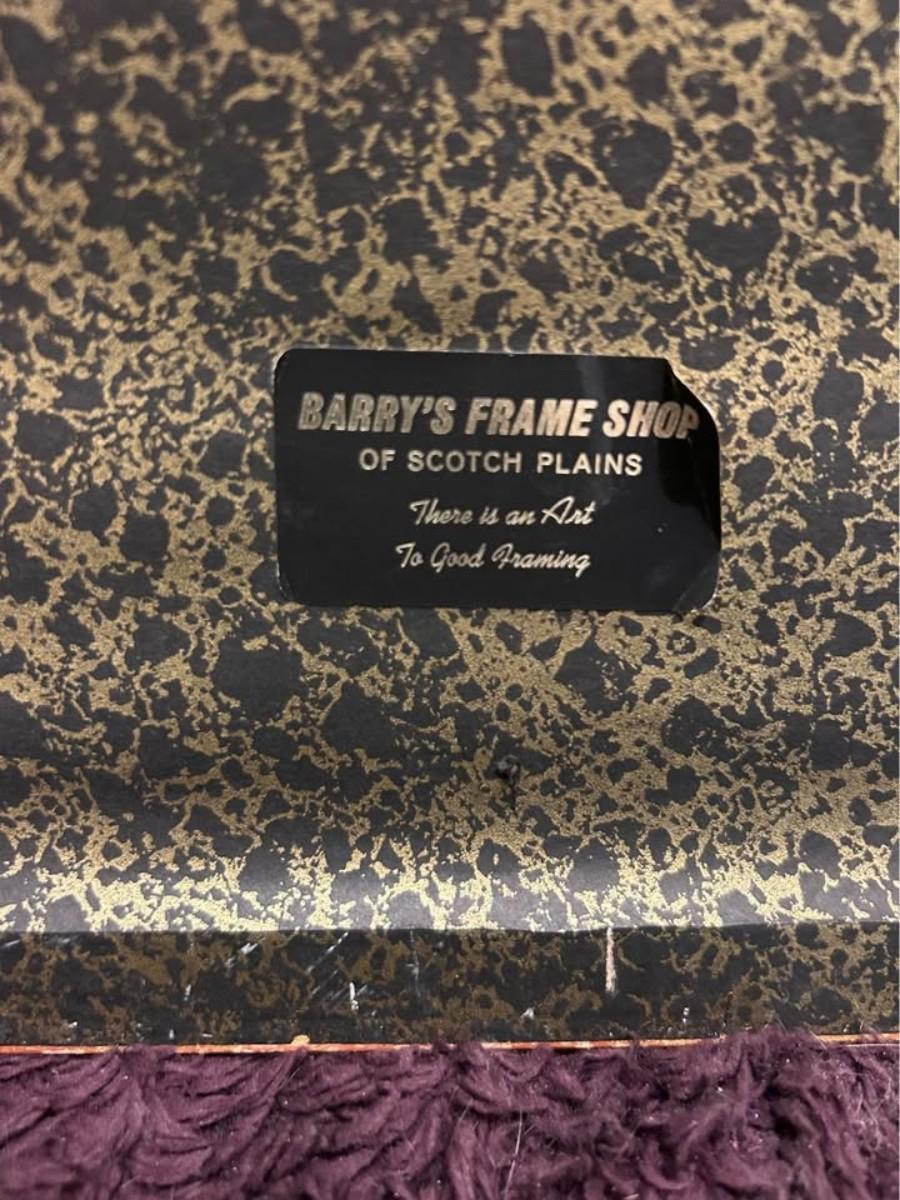 BARRY'S FRAME SHOP
OF SCOTCH PLAINS
There is an Art
To Good Framing